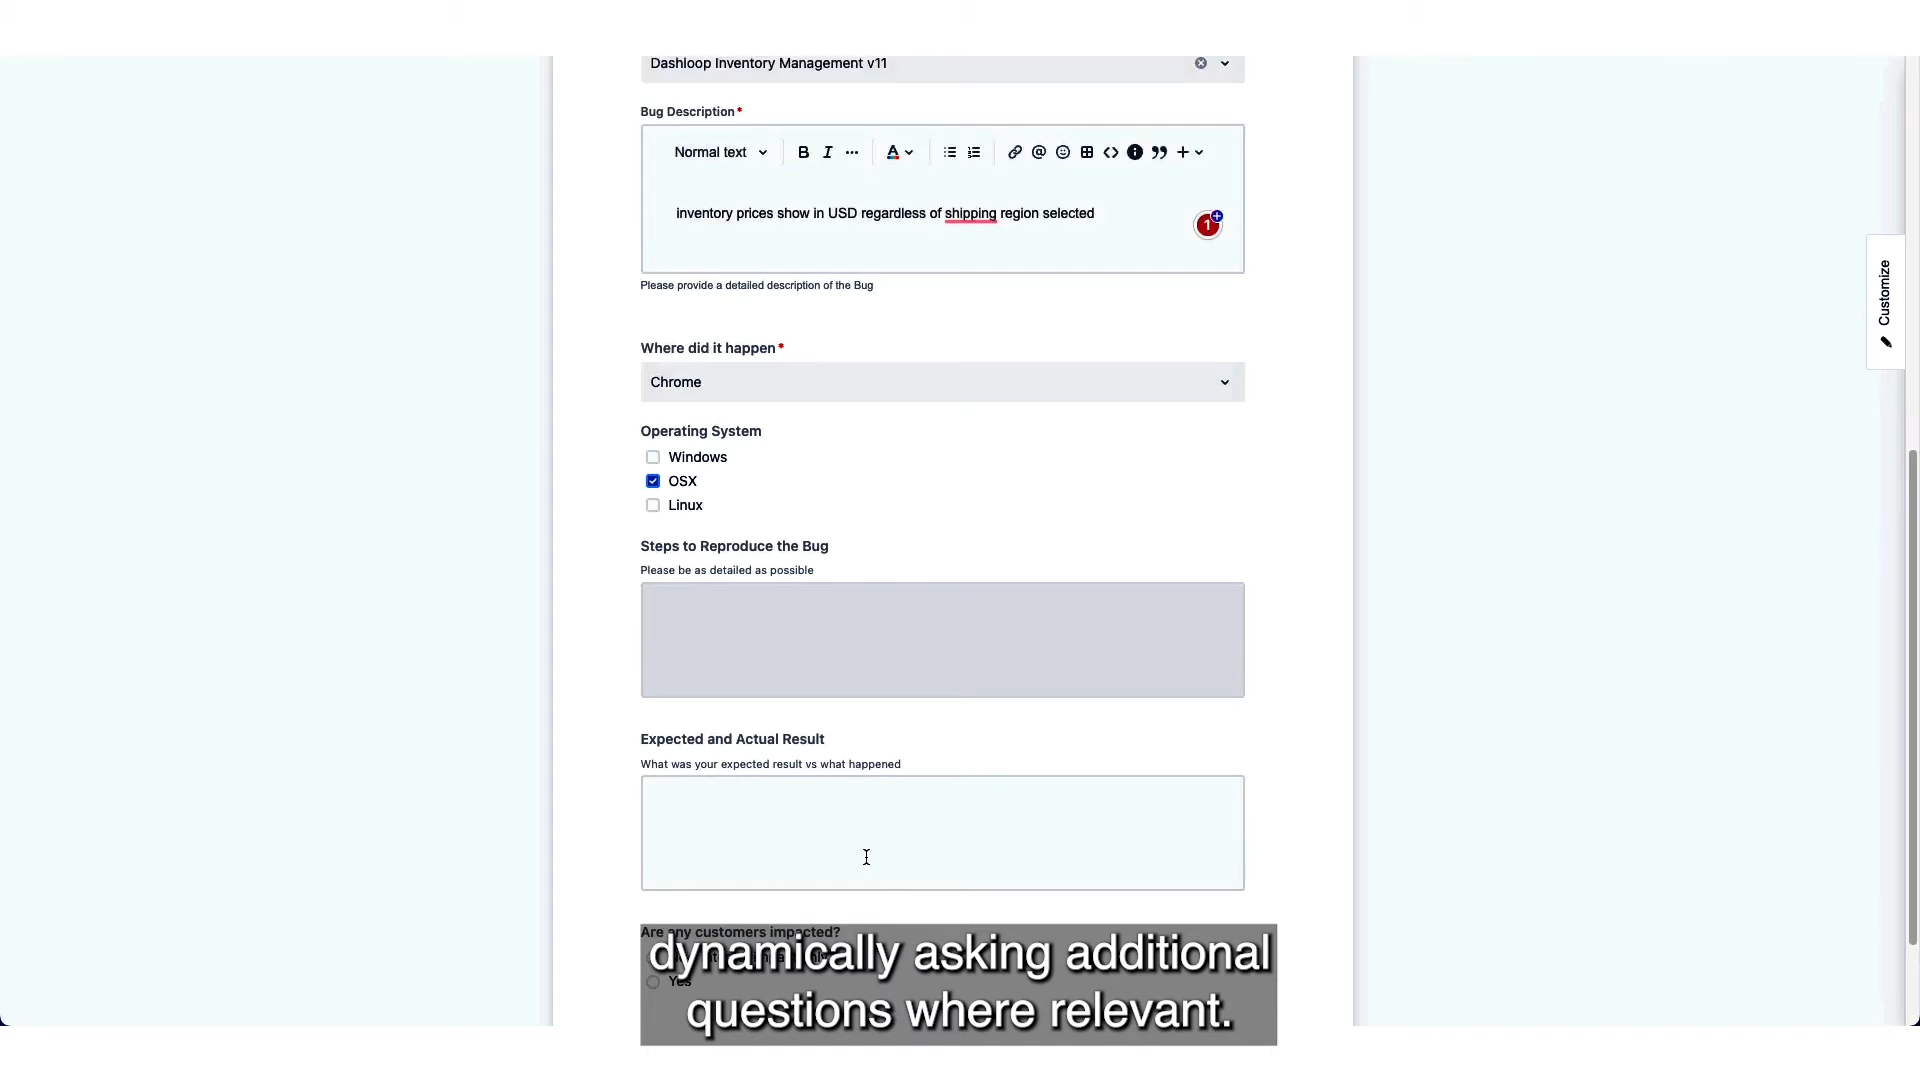 Dashloop Inventory Management v11
Bug Description*
Normal text B I ... A
inventory prices show in USD regardless of shipping region selected
1
Please provide a detailed description of the Bug
Customize
Where did it happen*
Chrome
Operating System
Windows
OSX
Linux
Steps to Reproduce the Bug
Please be as detailed as possible
Expected and Actual Result
What was your expected result vs what happened
Are any customers impacted?
Yes
dynamically asking additional
questions where relevant.